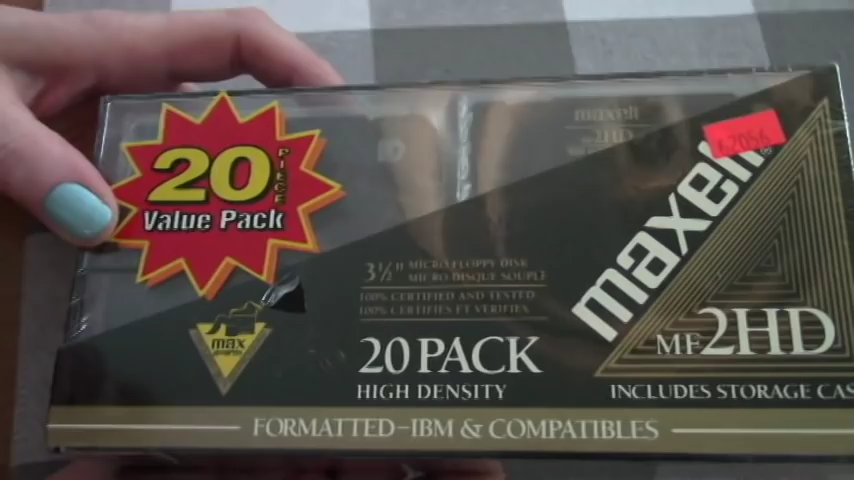 20
PIECE
Value Pack
maxell
2HD
maxell®
3½" MICRO FLOPPY DISK
MICRO-DISQUE SOUPLE
100% CERTIFIED AND TESTED
100% CERTIFIES ET VERIFIES
max
20 PACK
HIGH DENSITY
MF2HD
INCLUDES STORAGE CAS
FORMATTED-IBM & COMPATIBLES